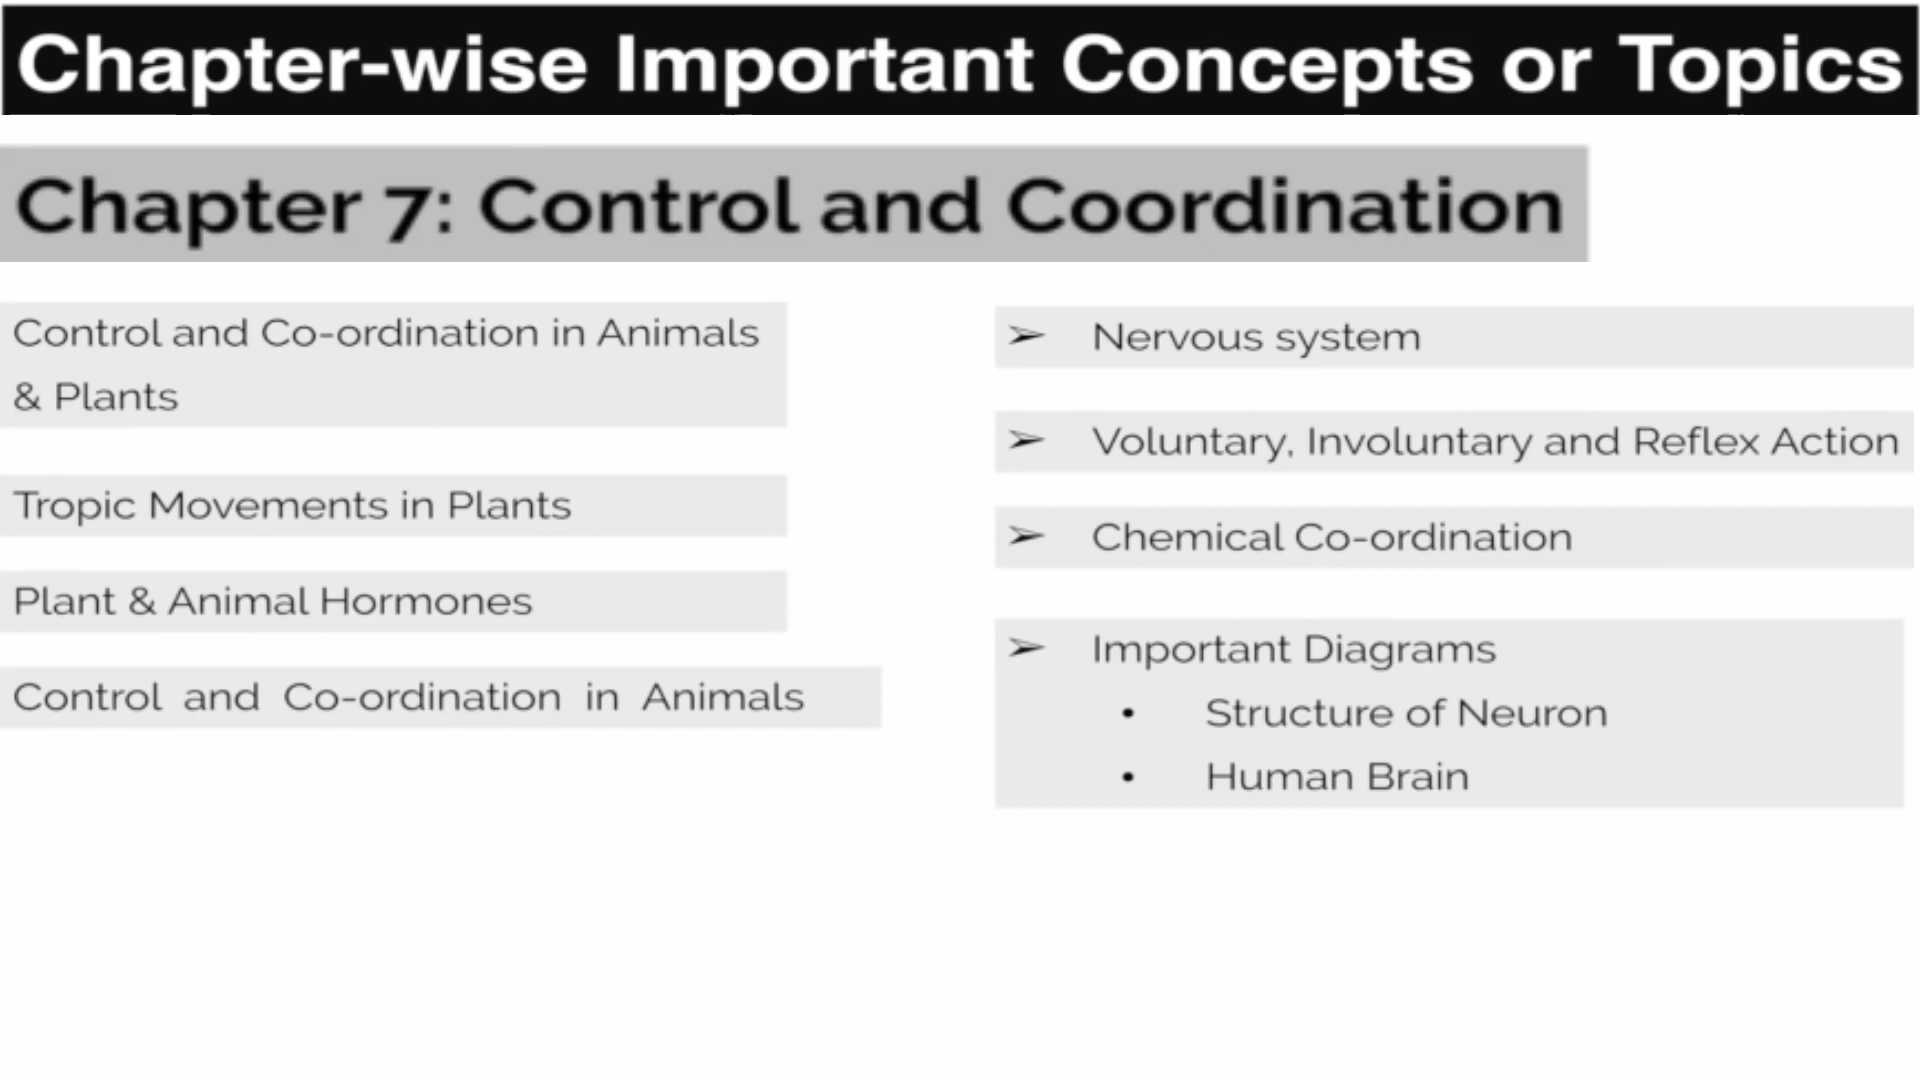 Chapter-wise Important Concepts or Topics
Chapter 7: Control and Coordination
Control and Co-ordination in Animals
& Plants
Tropic Movements in Plants
Plant & Animal Hormones
Control and Co-ordination in Animals
➢ Nervous system
➢ Voluntary, Involuntary and Reflex Action
➢ Chemical Co-ordination
➢ Important Diagrams
• Structure of Neuron
• Human Brain